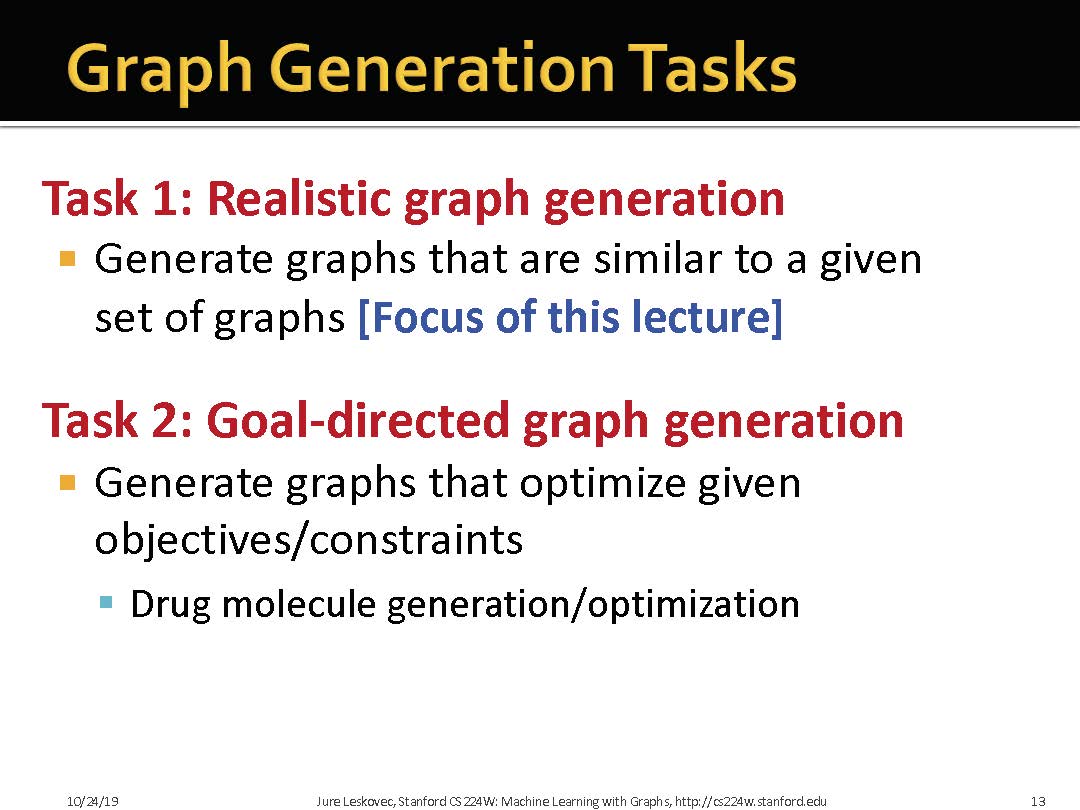 Graph Generation Tasks
Task 1: Realistic graph generation
Generate graphs that are similar to a given
set of graphs [Focus of this lecture]
Task 2: Goal-directed graph generation
Generate graphs that optimize given
objectives/constraints
Drug molecule generation/optimization
10/24/19 Jure Leskovec, Stanford CS224W: Machine Learning with Graphs, http://cs224w.stanford.edu 13